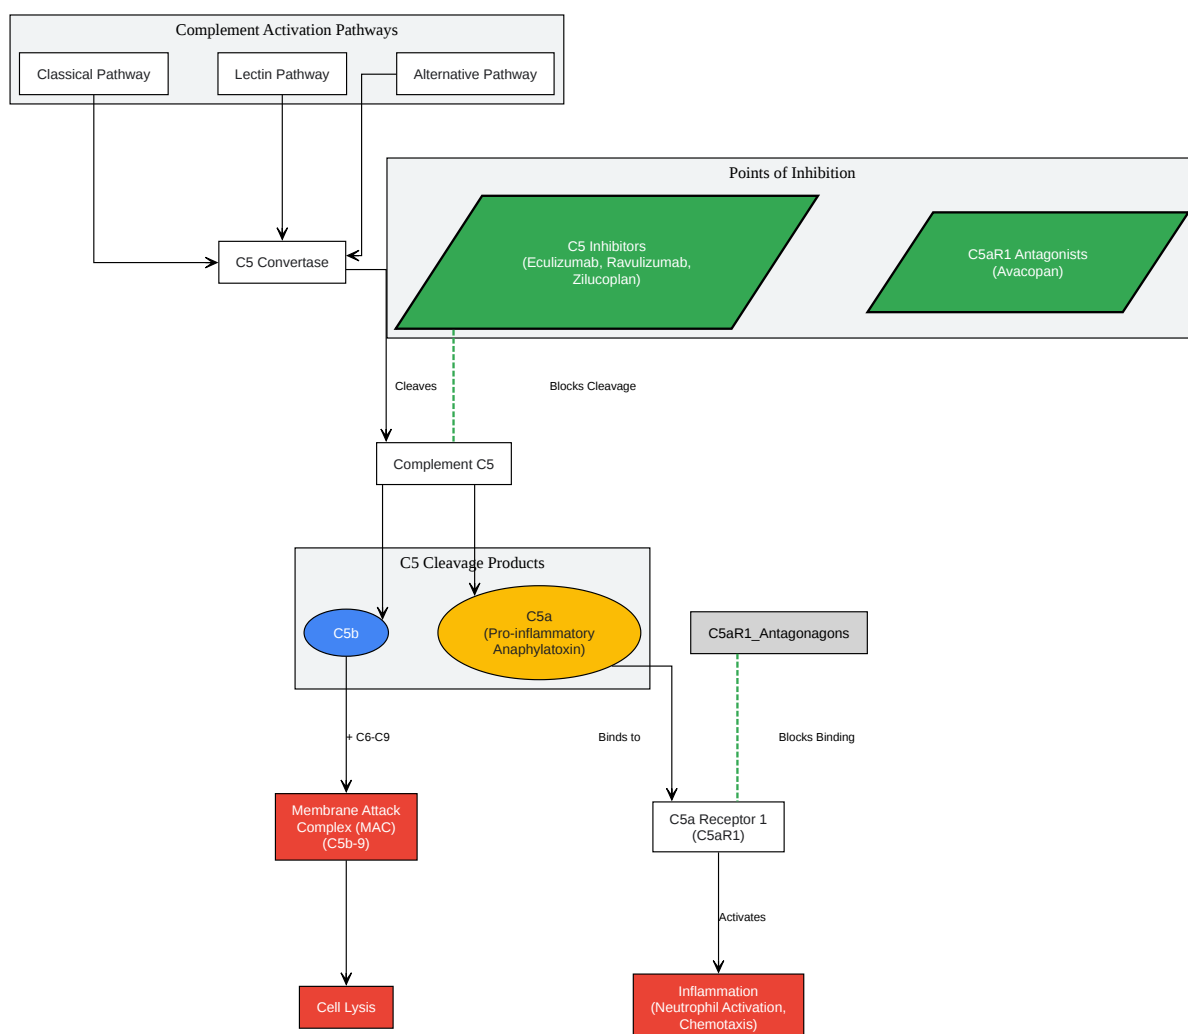 Complement Activation Pathways
Classical Pathway
Lectin Pathway
Alternative Pathway
Points of Inhibition
C5 Inhibitors
(Eculizumab, Ravulizumab,
Zilucoplan)
C5aR1 Antagonists
(Avacopan)
C5 Convertase
Cleaves
Blocks Cleavage
Complement C5
C5 Cleavage Products
C5b
C5a
(Pro-inflammatory
Anaphylatoxin)
C5aR1_Antagonagons
+ C6-C9
Binds to
Blocks Binding
Membrane Attack
Complex (MAC)
(C5b-9)
C5a Receptor 1
(C5aR1)
Activates
Cell Lysis
Inflammation
(Neutrophil Activation,
Chemotaxis)